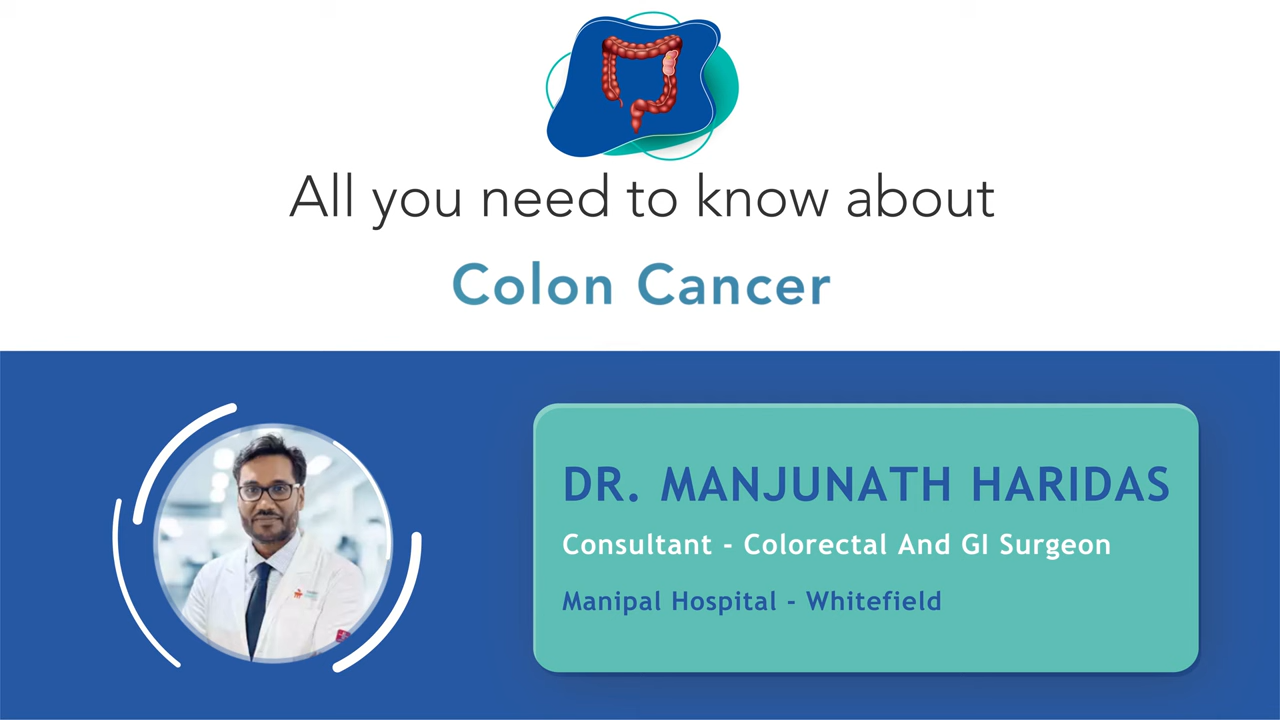 All you need to know about
Colon Cancer
DR. MANJUNATH HARIDAS
Consultant - Colorectal And GI Surgeon
Manipal Hospital - Whitefield